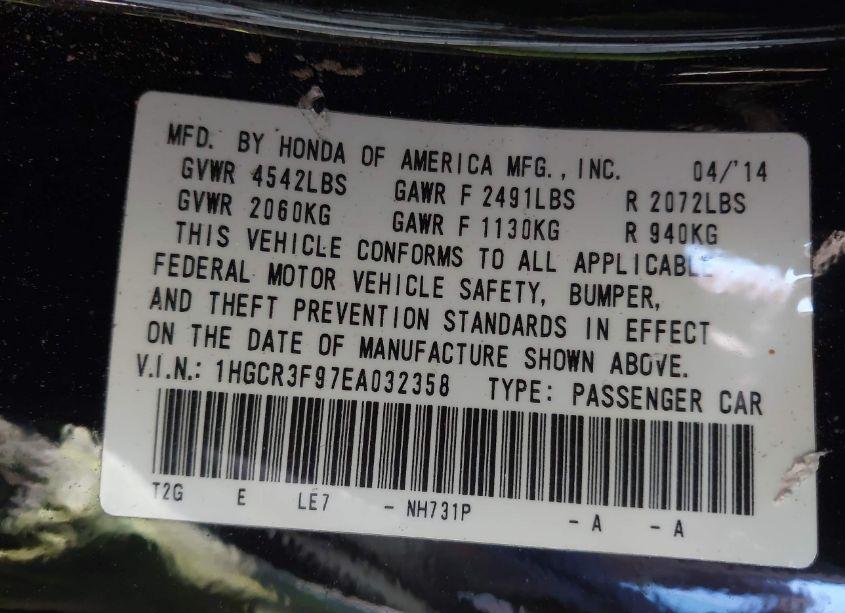 MFD. BY HONDA OF AMERICA MFG., INC. 04/'14
GVWR 4542LBS GAWR F 2491LBS R 2072LBS
GVWR 2060KG GAWR F 1130KG R 940KG
THIS VEHICLE CONFORMS TO ALL APPLICABLE
FEDERAL MOTOR VEHICLE SAFETY, BUMPER,
AND THEFT PREVENTION STANDARDS IN EFFECT
ON THE DATE OF MANUFACTURE SHOWN ABOVE.
V.I.N.: 1HGCR3F97EA032358 TYPE: PASSENGER CAR
T2G E LE7 - NH731P - A - A